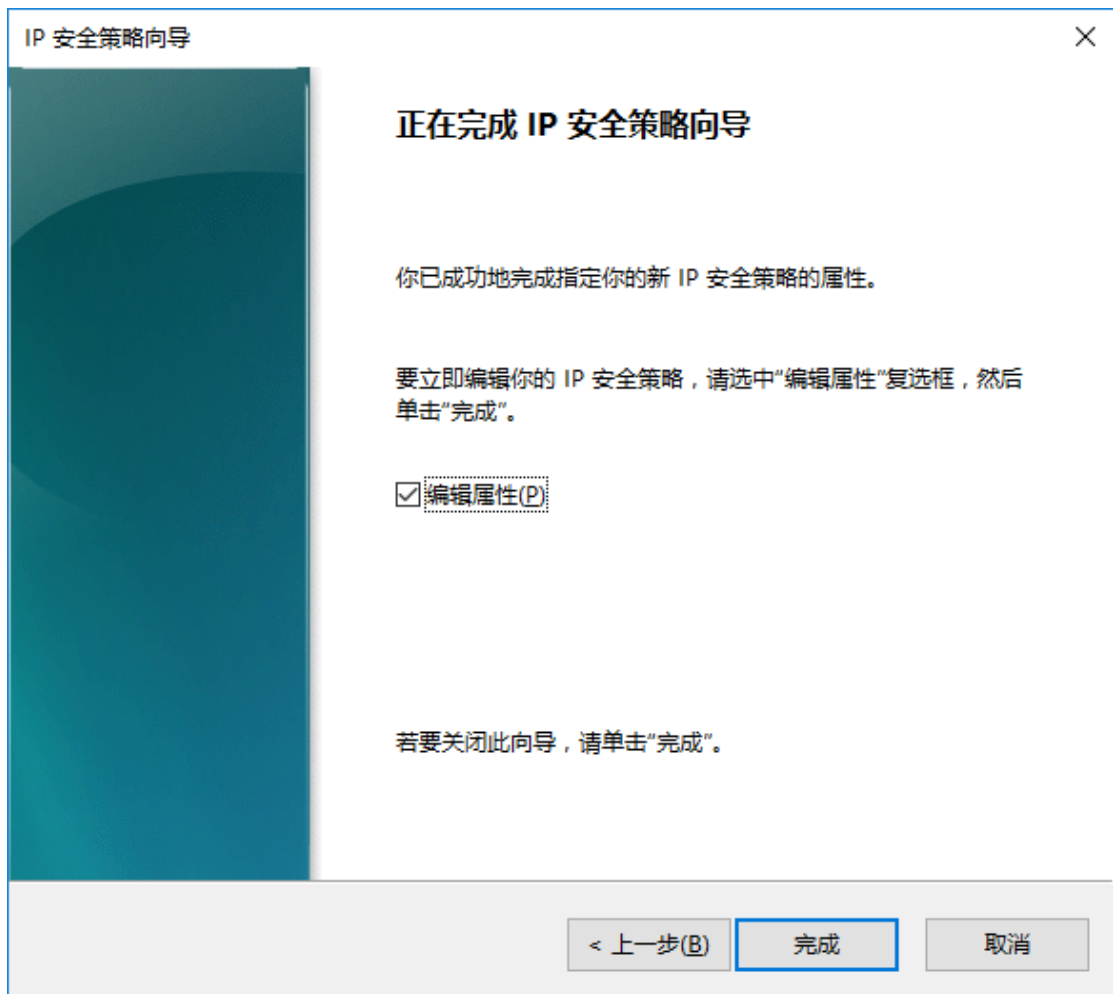 IP 安全策略向导
正在完成 IP 安全策略向导
你已成功地完成指定你的新 IP 安全策略的属性。
要立即编辑你的 IP 安全策略，请选中“编辑属性”复选框，然后
单击“完成”。
编辑属性(P)
若要关闭此向导，请单击“完成”。
< 上一步(B)
完成
取消